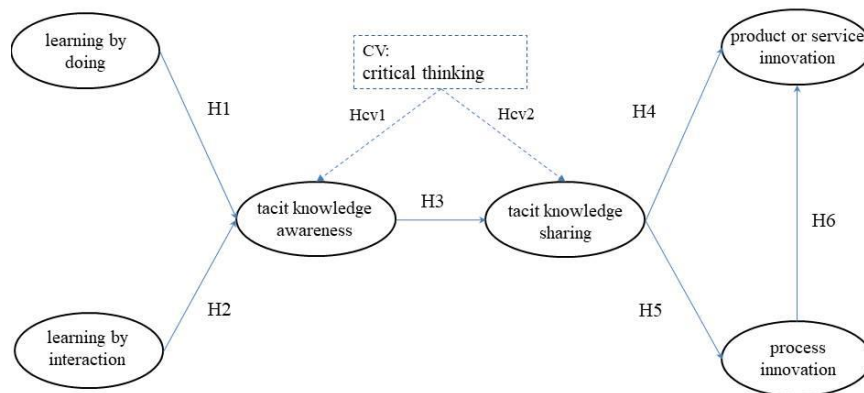 learning by
doing
CV:
critical thinking
product or service
innovation
H1
Hcv1
Hcv2
H4
tacit knowledge
awareness
H3
tacit knowledge
sharing
H6
H2
H5
learning by
interaction
process
innovation